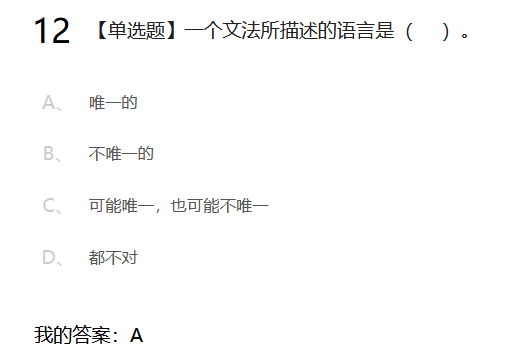 12 【单选题】一个文法所描述的语言是（ ）。
A、 唯一的
B、 不唯一的
C、 可能唯一，也可能不唯一
D、 都不对
我的答案：A